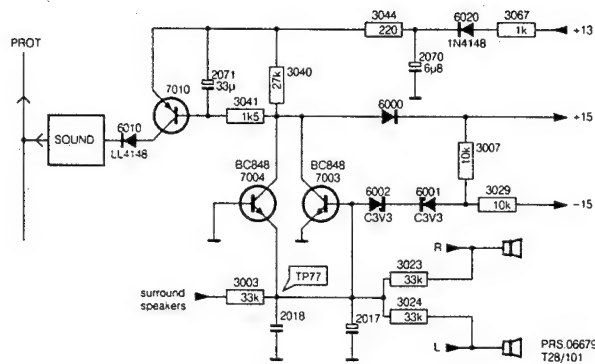 PROT
3044
220
6020
1N4148
3067
1k
+13
2070
6µ8
2071
33µ
3040
27k
7010
3041
1k5
6000
+15
SOUND
6010
LL4148
3007
10k
BC848
7004
BC848
7003
6002
C3V3
6001
C3V3
3029
10k
-15
R
3023
33k
TP77
3003
33k
surround
speakers
3024
33k
2018
2017
L
PRS.06679
T28/101